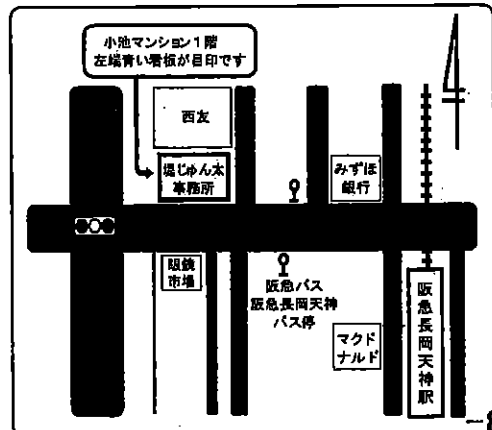 小池マンション1階
左端青い看板が目印です
西友
堤じゅん太
事務所
みずほ
銀行
眼鏡
市場
阪急バス
阪急長岡天神
バス停
マクド
ナルド
阪急長岡天神駅